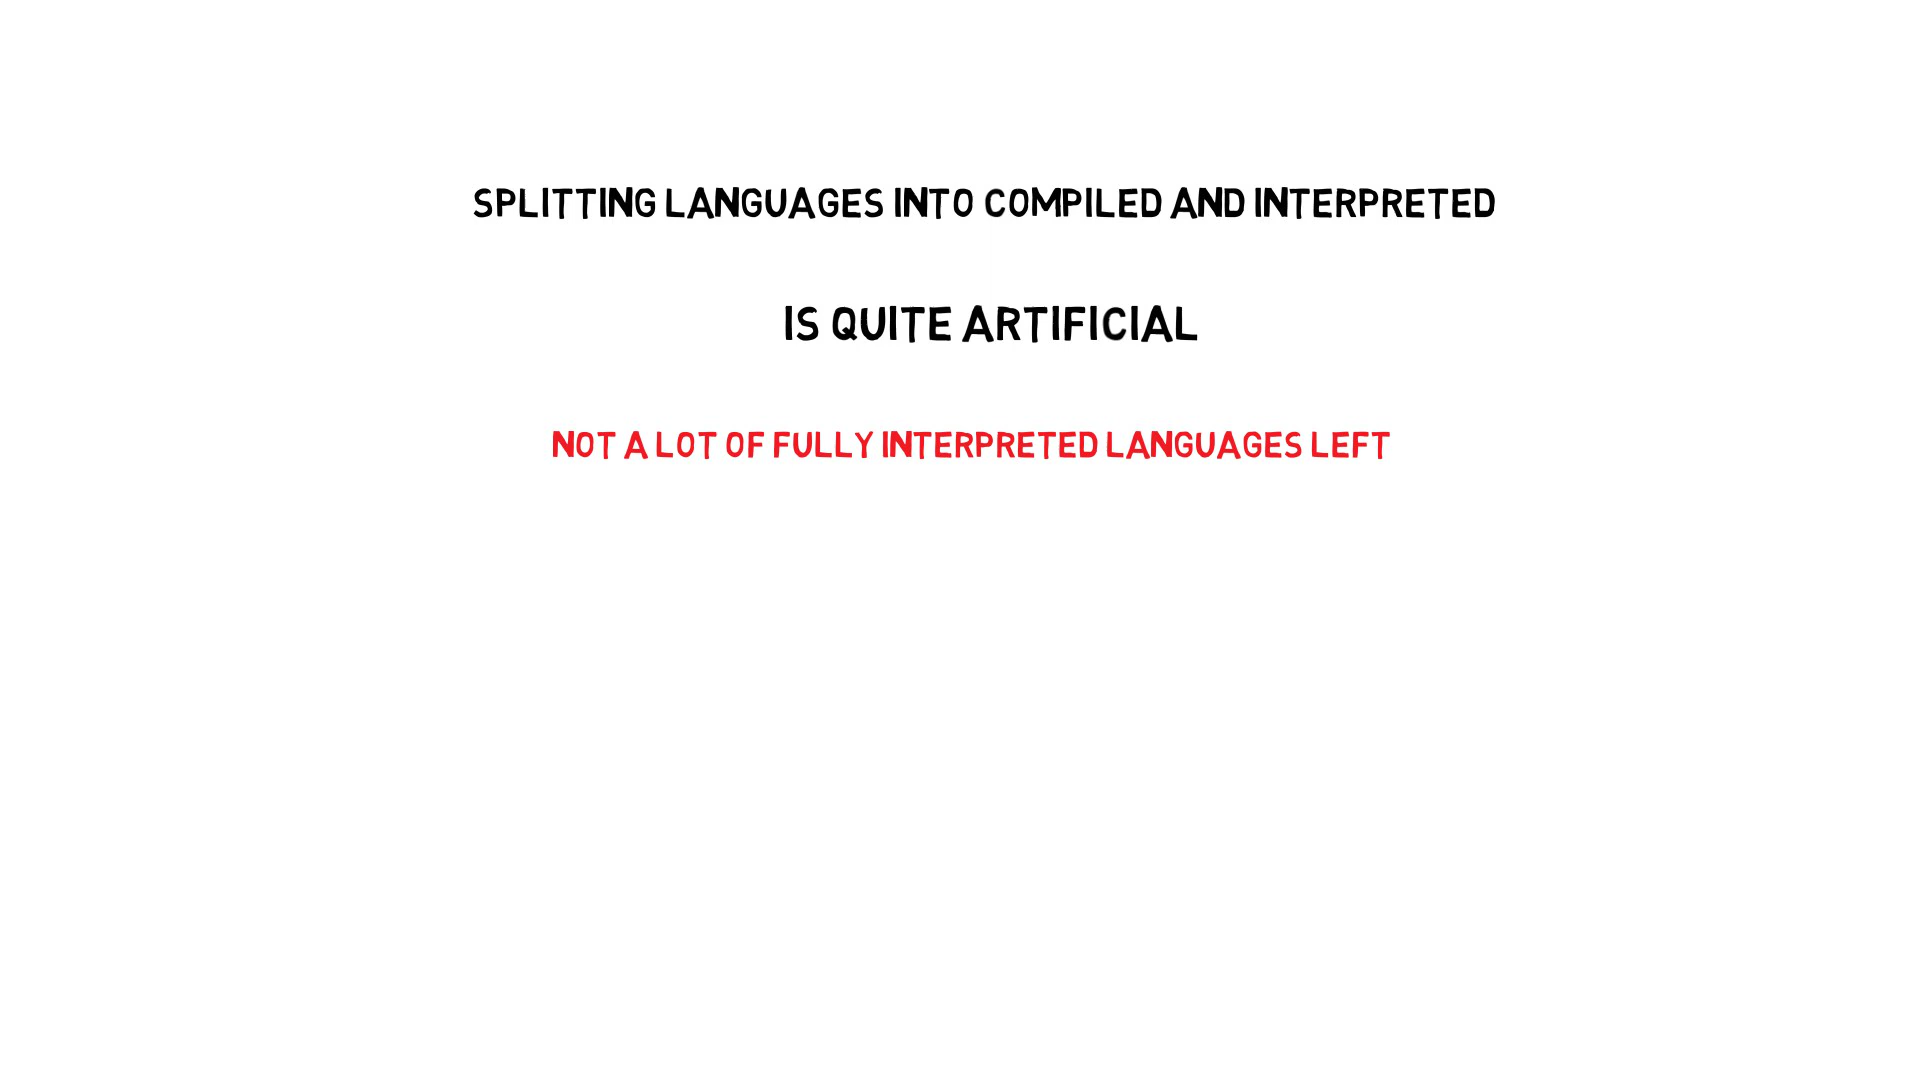 SPLITTING LANGUAGES INTO COMPILED AND INTERPRETED
IS QUITE ARTIFICIAL
NOT A LOT OF FULLY INTERPRETED LANGUAGES LEFT